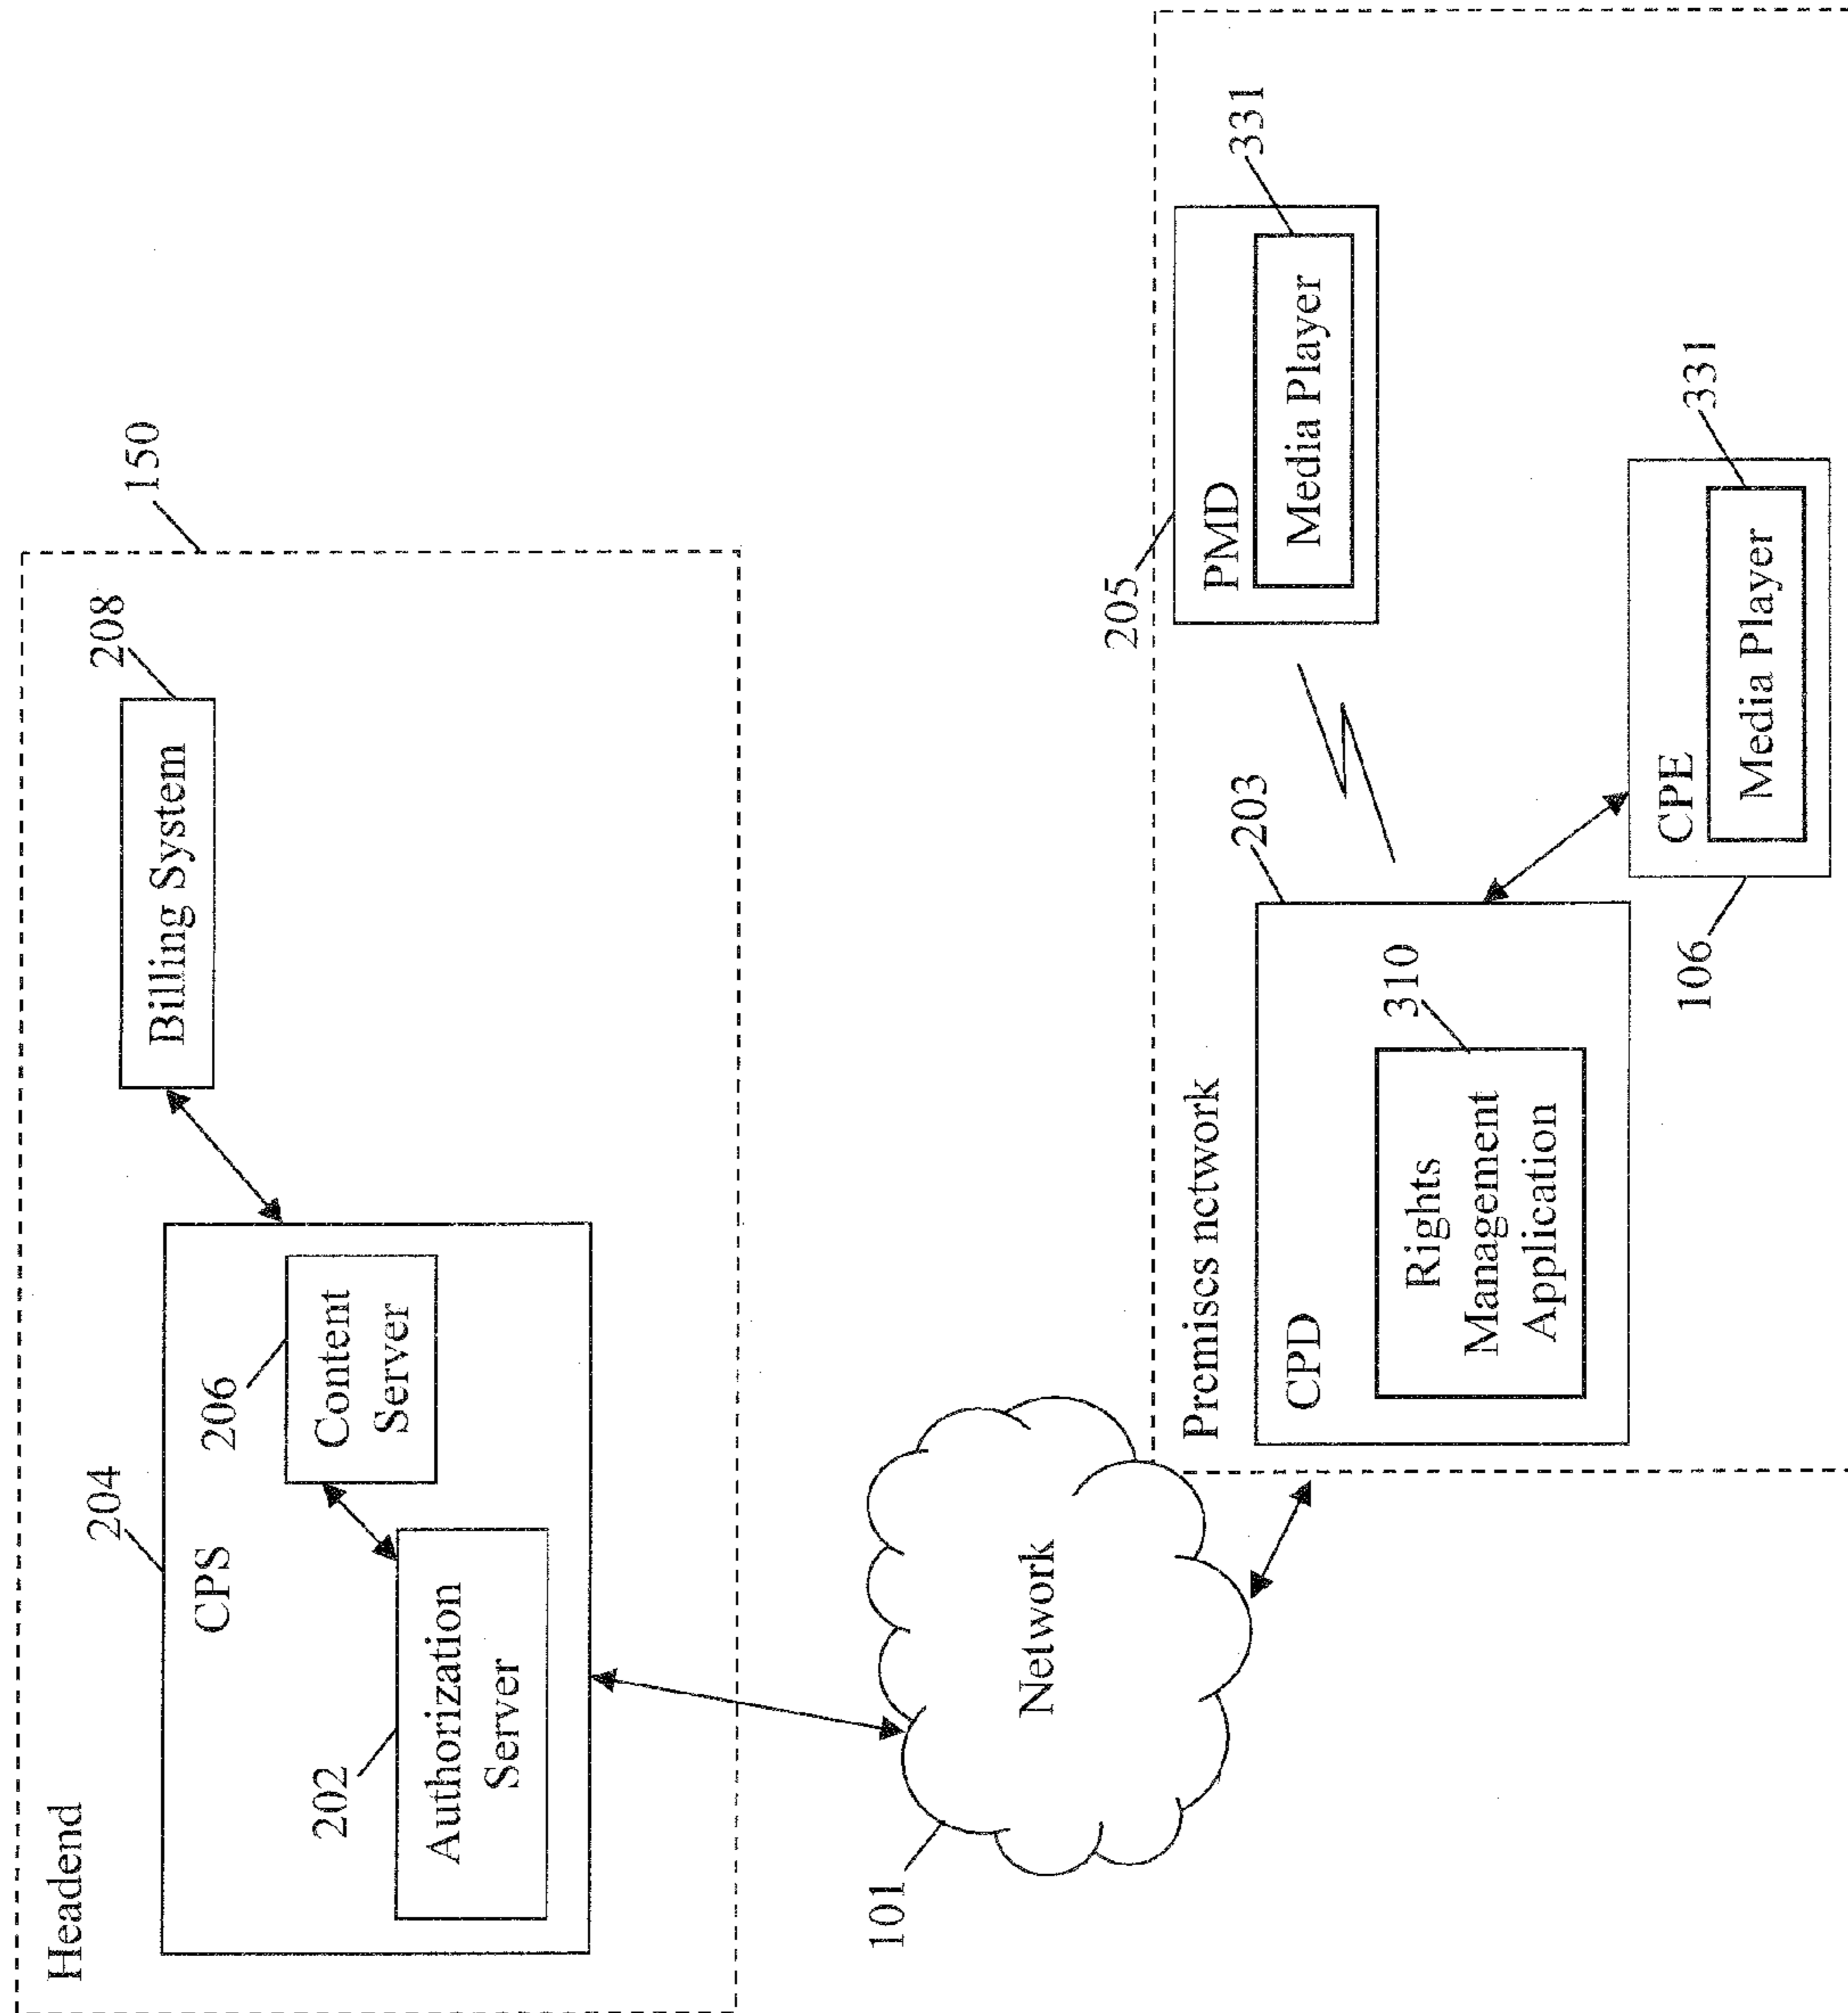 Headend
150
204
CPS
206
Content
Server
202
Authorization
Server
208
Billing System
101
Network
Premises network
203
CPD
310
Rights
Management
Application
205
PMD
331
Media Player
106
CPE
331
Media Player